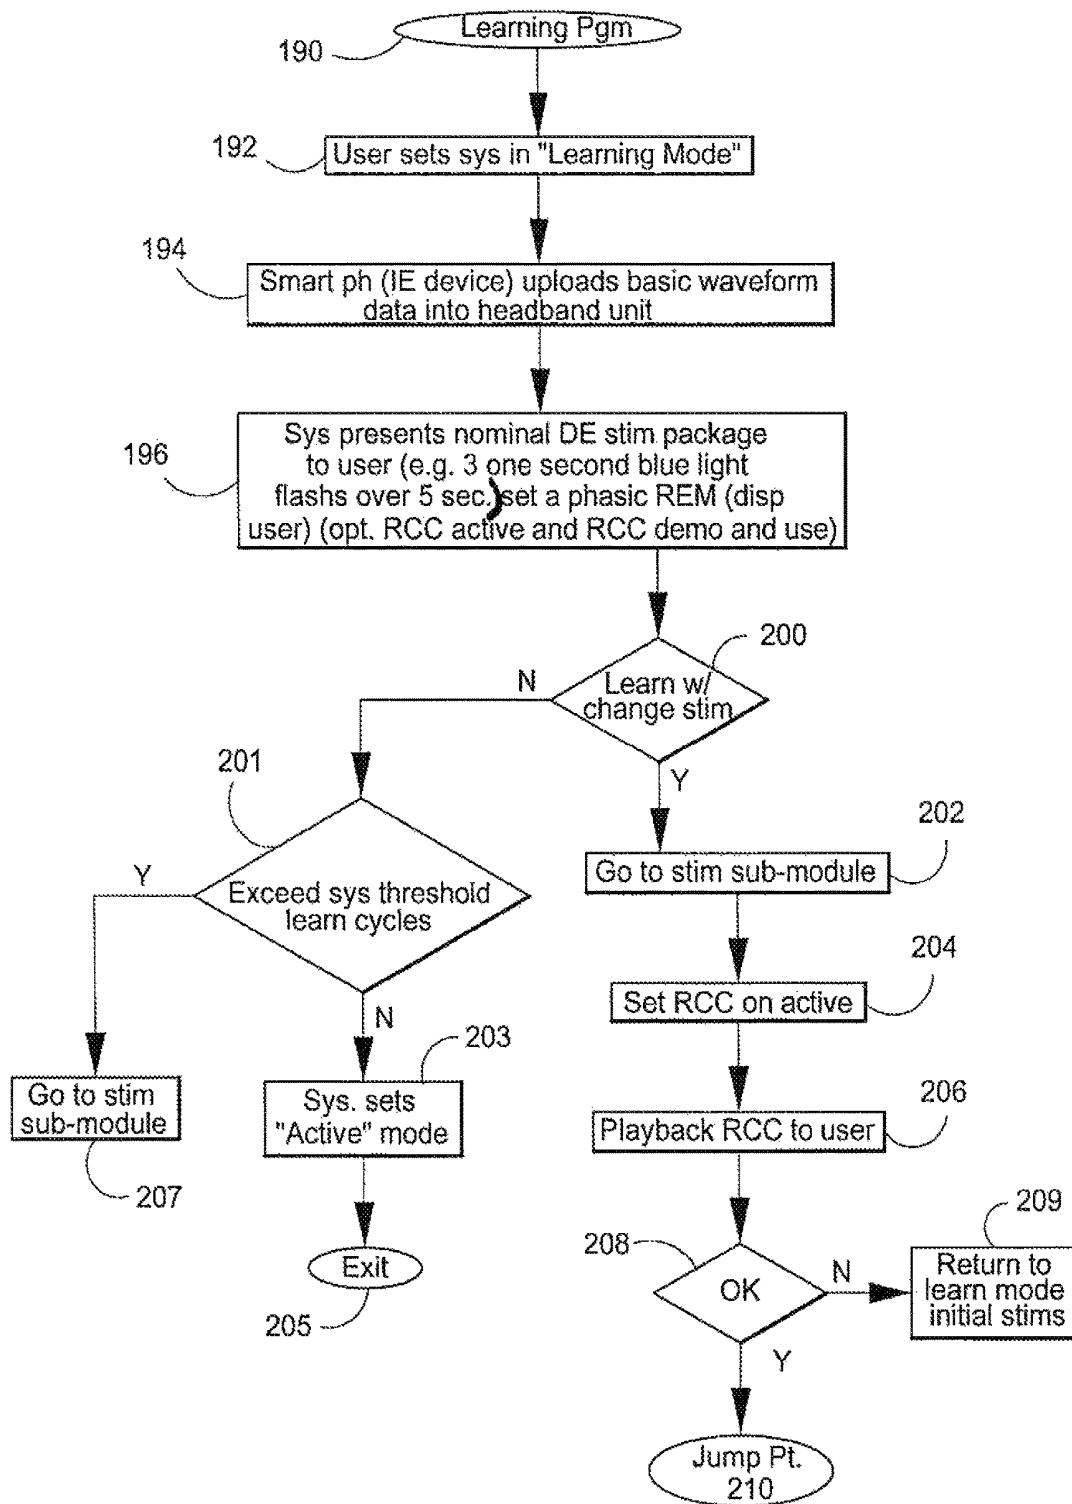 Learning Pgm
190
192
User sets sys in "Learning Mode"
194
Smart ph (IE device) uploads basic waveform
data into headband unit
196
Sys presents nominal DE stim package
to user (e.g. 3 one second blue light
flashs over 5 sec.) set a phasic REM (disp
user) (opt. RCC active and RCC demo and use)
200
N
Learn w/
change stim
Y
201
Y
Exceed sys threshold
learn cycles
N
202
Go to stim sub-module
204
Set RCC on active
203
Go to stim
sub-module
207
Sys. sets
"Active" mode
206
Playback RCC to user
Exit
205
208
OK
N
209
Return to
learn mode
initial stims
Y
Jump Pt.
210